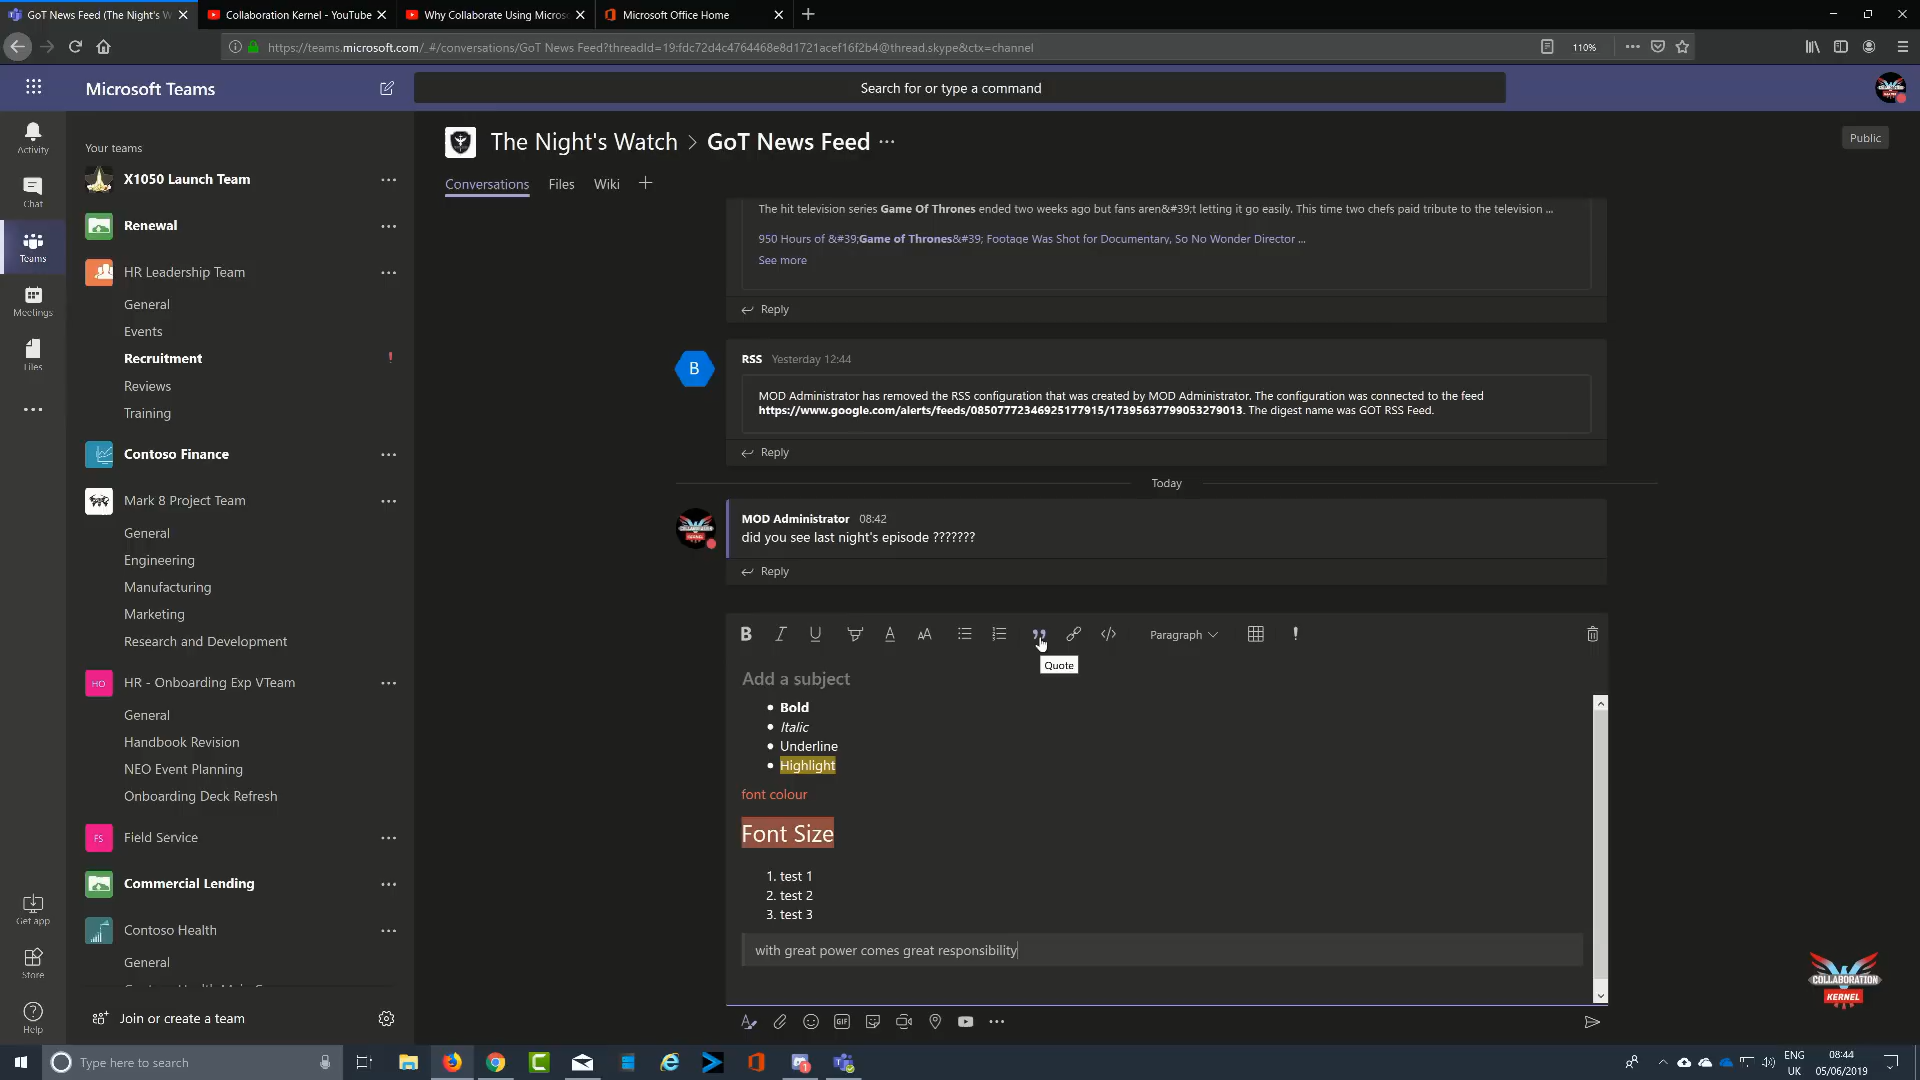 GoT News Feed (The Night's W
Collaboration Kernel - YouTube
Why Collaborate Using Micros
Microsoft Office Home
https://teams.microsoft.com/_#/conversations/GoT News Feed?threadId=19:fdc72d4c4764468e8d1721acef16f2b4@thread.skype&ctx=channel
110%
Microsoft Teams
Search for or type a command
Activity
Chat
Teams
Meetings
Files
Get app
Store
Help
Your teams
X1050 Launch Team
Renewal
HR Leadership Team
General
Events
Recruitment
!
Reviews
Training
Contoso Finance
Mark 8 Project Team
General
Engineering
Manufacturing
Marketing
Research and Development
HO
HR - Onboarding Exp VTeam
General
Handbook Revision
NEO Event Planning
Onboarding Deck Refresh
FS
Field Service
Commercial Lending
Contoso Health
General
Join or create a team
The Night's Watch > GoT News Feed ...
Public
Conversations
Files
Wiki
The hit television series Game Of Thrones ended two weeks ago but fans aren&#39;t letting it go easily. This time two chefs paid tribute to the television ...
950 Hours of &#39;Game of Thrones&#39; Footage Was Shot for Documentary, So No Wonder Director ...
See more
Reply
B
RSS Yesterday 12:44
MOD Administrator has removed the RSS configuration that was created by MOD Administrator. The configuration was connected to the feed
https://www.google.com/alerts/feeds/08507772346925177915/17395637799053279013. The digest name was GOT RSS Feed.
Reply
Today
MOD Administrator 08:42
did you see last night's episode ???????
Reply
B I U A AA Paragraph !
Quote
Add a subject
• Bold
• Italic
• Underline
• Highlight
font colour
Font Size
1. test 1
2. test 2
3. test 3
with great power comes great responsibility
GIF
COLLABORATION
KERNEL
Type here to search
ENG
UK
08:44
05/06/2019